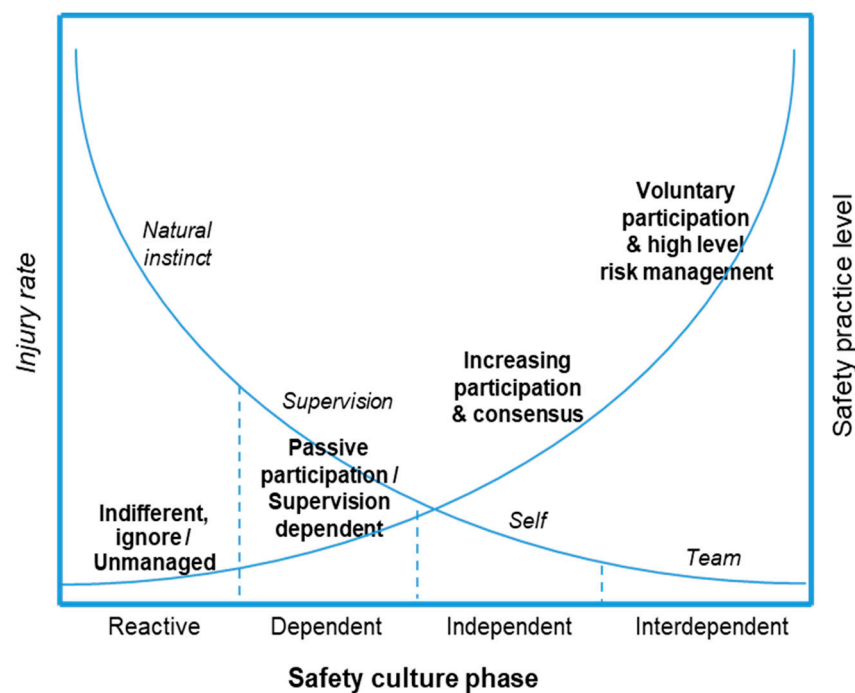 Natural
instinct
Voluntary
participation
& high level
risk management
Injury rate
Safety practice level
Increasing
participation
& consensus
Supervision
Passive
participation /
Supervision
dependent
Indifferent,
ignore /
Unmanaged
Self
Team
Reactive
Dependent
Independent
Interdependent
Safety culture phase